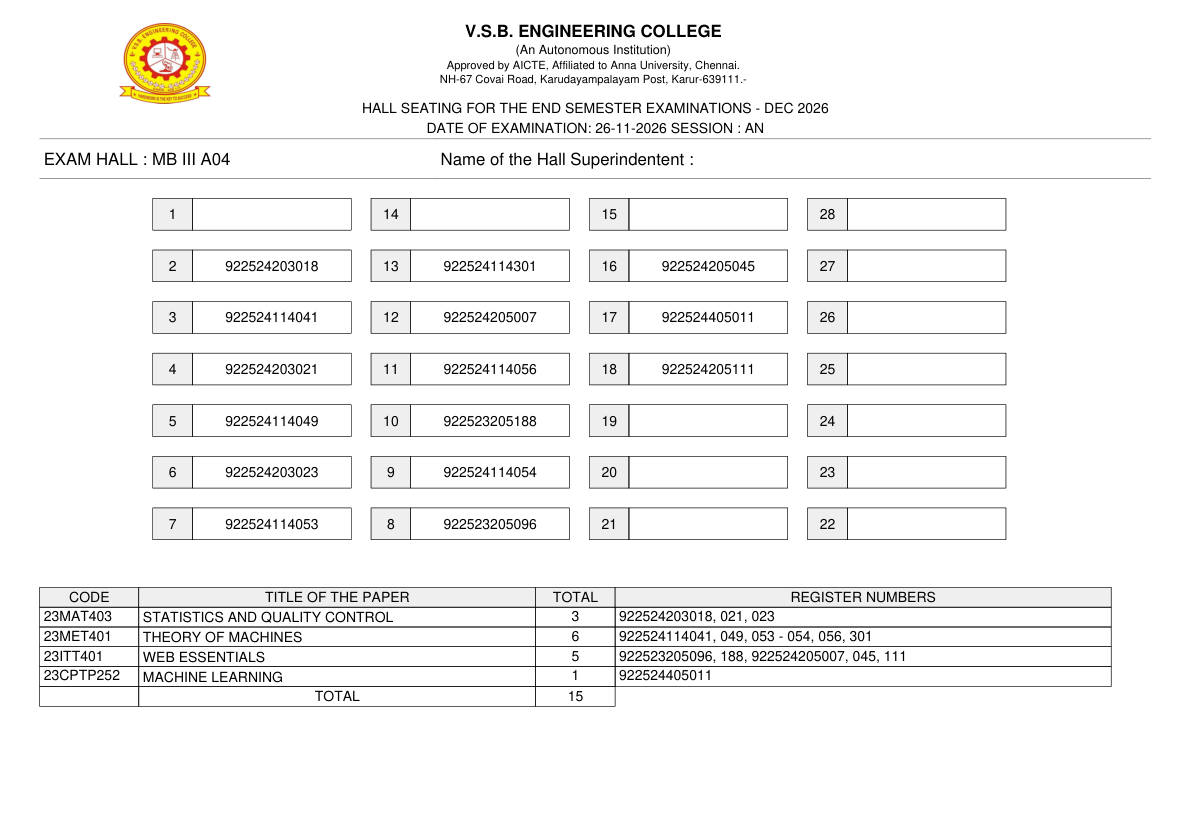 V.S.B. ENGINEERING COLLEGE
(An Autonomous Institution)
Approved by AICTE, Affiliated to Anna University, Chennai.
NH-67 Covai Road, Karudayampalayam Post, Karur-639111.-
HALL SEATING FOR THE END SEMESTER EXAMINATIONS - DEC 2026
DATE OF EXAMINATION: 26-11-2026 SESSION : AN
EXAM HALL : MB III A04 Name of the Hall Superintendent :
1 14 15 28
2 922524203018 13 922524114301 16 922524205045 27
3 922524114041 12 922524205007 17 922524405011 26
4 922524203021 11 922524114056 18 922524205111 25
5 922524114049 10 922523205188 19 24
6 922524203023 9 922524114054 20 23
7 922524114053 8 922523205096 21 22
CODE TITLE OF THE PAPER TOTAL REGISTER NUMBERS
23MAT403 STATISTICS AND QUALITY CONTROL 3 922524203018, 021, 023
23MET401 THEORY OF MACHINES 6 922524114041, 049, 053 - 054, 056, 301
23ITT401 WEB ESSENTIALS 5 922523205096, 188, 922524205007, 045, 111
23CPTP252 MACHINE LEARNING 1 922524405011
TOTAL 15